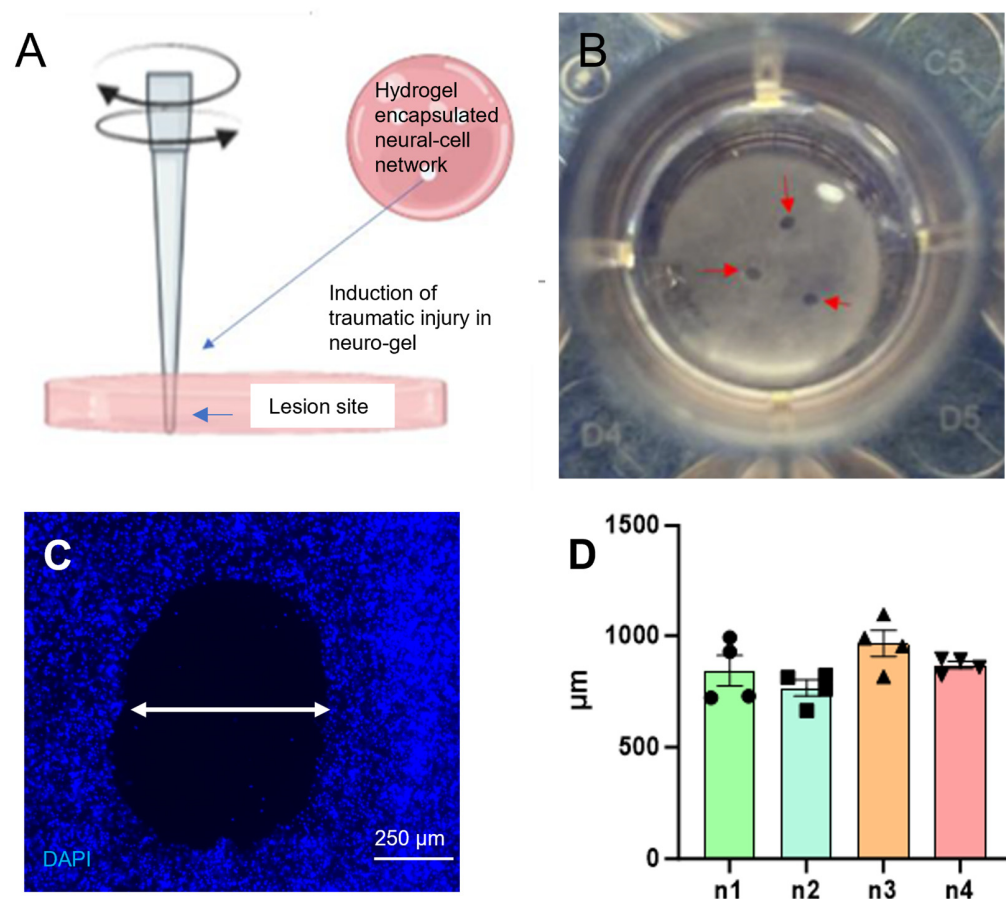 A
Hydrogel
encapsulated
neural-cell
network
Induction of
traumatic injury in
neuro-gel
Lesion site
B
C5
D4
D5
C
DAPI
250 µm
D
µm
1500
1000
500
0
n1
n2
n3
n4